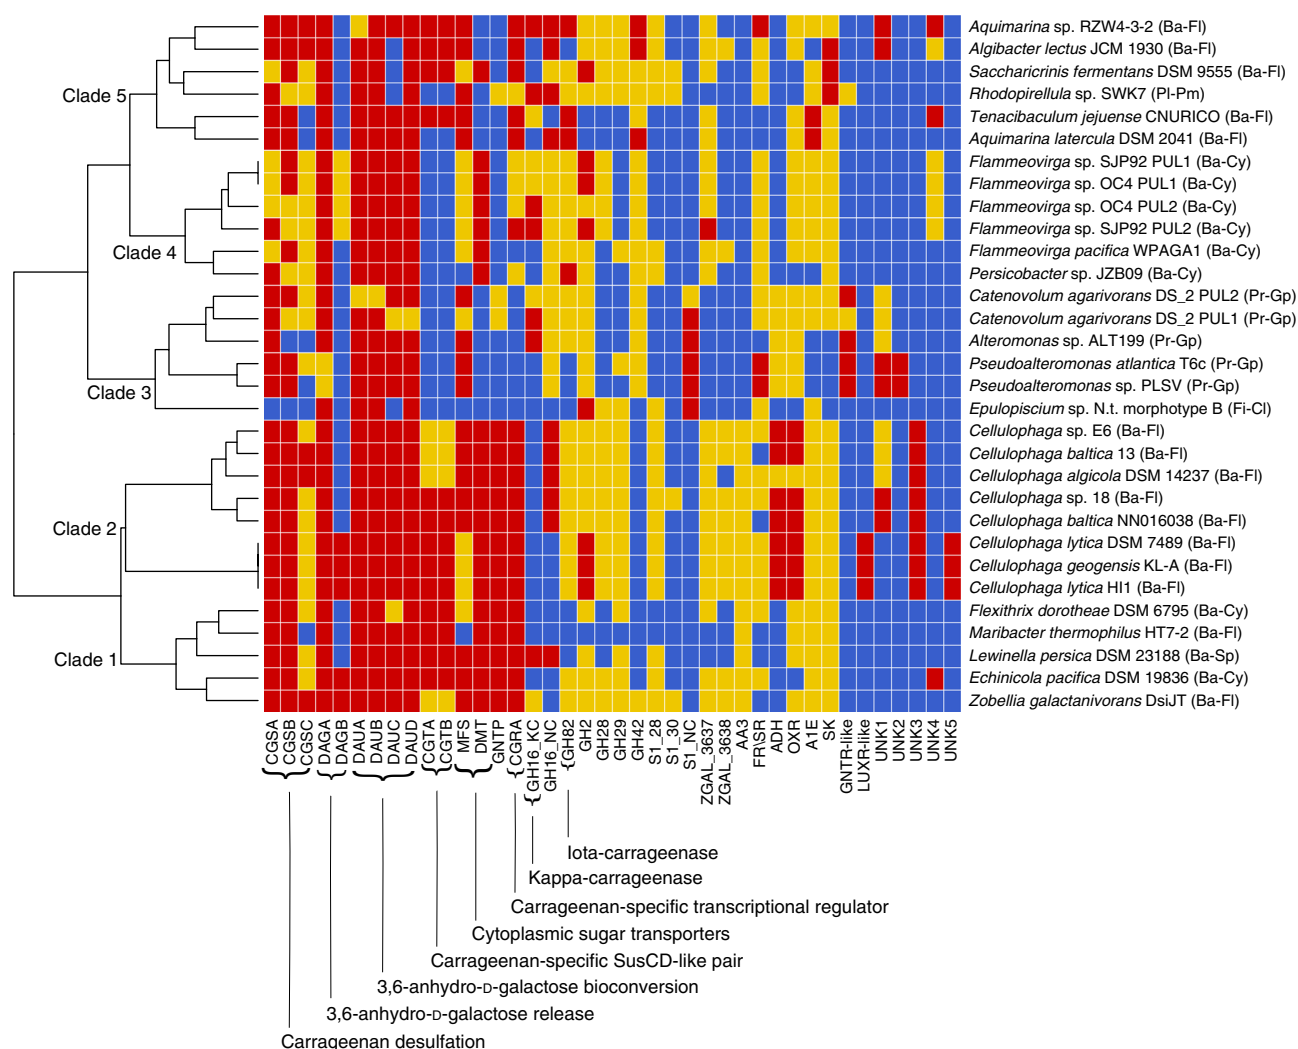 Aquimarina sp. RZW4-3-2 (Ba-Fl)
Algibacter lectus JCM 1930 (Ba-Fl)
Saccharicrinis fermentans DSM 9555 (Ba-Fl)
Rhodopirellula sp. SWK7 (Pl-Pm)
Tenacibaculum jejuense CNURICO (Ba-Fl)
Aquimarina latercula DSM 2041 (Ba-Fl)
Flammeovirga sp. SJP92 PUL1 (Ba-Cy)
Flammeovirga sp. OC4 PUL1 (Ba-Cy)
Flammeovirga sp. OC4 PUL2 (Ba-Cy)
Flammeovirga sp. SJP92 PUL2 (Ba-Cy)
Flammeovirga pacifica WPAGA1 (Ba-Cy)
Persicobacter sp. JZB09 (Ba-Cy)
Catenovolum agarivorans DS_2 PUL2 (Pr-Gp)
Catenovolum agarivorans DS_2 PUL1 (Pr-Gp)
Alteromonas sp. ALT199 (Pr-Gp)
Pseudoalteromonas atlantica T6c (Pr-Gp)
Pseudoalteromonas sp. PLSV (Pr-Gp)
Epulopiscium sp. N.t. morphotype B (Fi-Cl)
Cellulophaga sp. E6 (Ba-Fl)
Cellulophaga baltica 13 (Ba-Fl)
Cellulophaga algicola DSM 14237 (Ba-Fl)
Cellulophaga sp. 18 (Ba-Fl)
Cellulophaga baltica NN016038 (Ba-Fl)
Cellulophaga lytica DSM 7489 (Ba-Fl)
Cellulophaga geogensis KL-A (Ba-Fl)
Cellulophaga lytica HI1 (Ba-Fl)
Flexithrix dorotheae DSM 6795 (Ba-Cy)
Maribacter thermophilus HT7-2 (Ba-Fl)
Lewinella persica DSM 23188 (Ba-Sp)
Echinicola pacifica DSM 19836 (Ba-Cy)
Zobellia galactanivorans DsiJT (Ba-Fl)
Clade 5
Clade 4
Clade 3
Clade 2
Clade 1
CGSA
CGSB
CGSC
DAGA
DAGB
DAUA
DAUB
DAUC
DAUD
CGTA
CGTB
MFS
DMT
GNTP
CGRA
GH16_KC
GH16_NC
GH82
GH2
GH28
GH29
GH42
S1_28
S1_30
S1_NC
ZGAL_3637
ZGAL_3638
AA3
FR\SR
ADH
OXR
A1E
SK
GNTR-like
LUXR-like
UNK1
UNK2
UNK3
UNK4
UNK5
Iota-carrageenase
Kappa-carrageenase
Carrageenan-specific transcriptional regulator
Cytoplasmic sugar transporters
Carrageenan-specific SusCD-like pair
3,6-anhydro-D-galactose bioconversion
3,6-anhydro-D-galactose release
Carrageenan desulfation